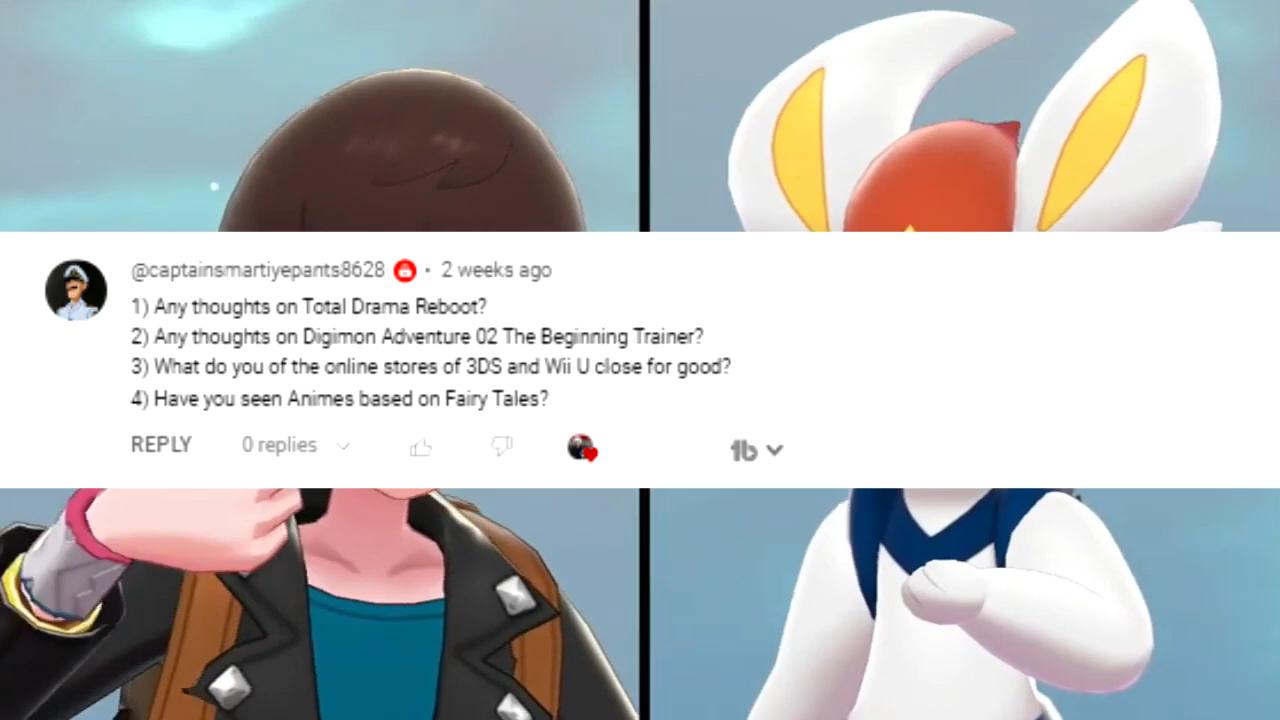 @captainsmartiyepants8628 • 2 weeks ago
1) Any thoughts on Total Drama Reboot?
2) Any thoughts on Digimon Adventure 02 The Beginning Trainer?
3) What do you of the online stores of 3DS and Wii U close for good?
4) Have you seen Animes based on Fairy Tales?
REPLY 0 replies